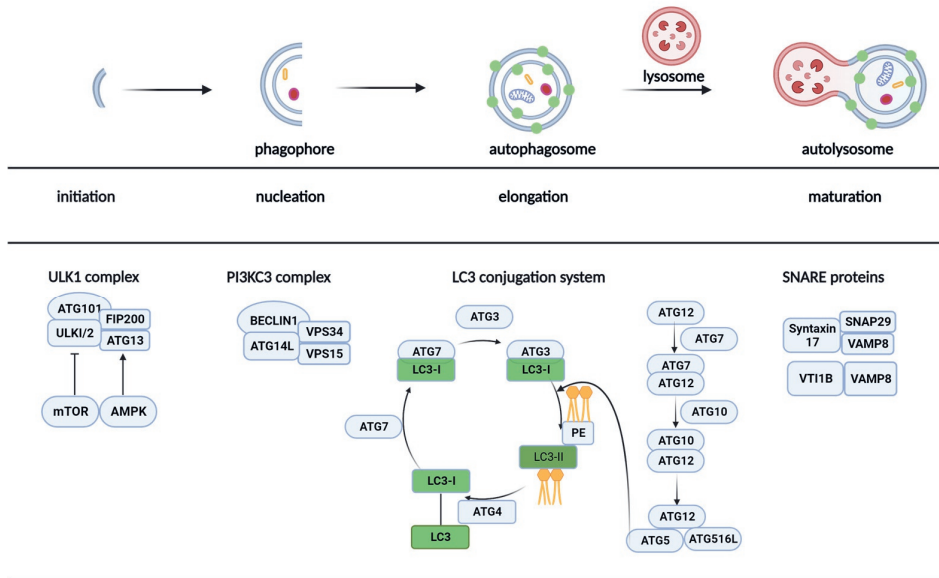 lysosome
phagophore
autophagosome
autolysosome
initiation
nucleation
elongation
maturation
ULK1 complex
ATG101
FIP200
ULKI/2
ATG13
mTOR
AMPK
PI3KC3 complex
BECLIN1
VPS34
ATG14L
VPS15
LC3 conjugation system
ATG3
ATG7
LC3-I
ATG3
LC3-I
ATG7
PE
LC3-II
LC3-I
ATG4
LC3
ATG12
ATG7
ATG7
ATG12
ATG10
ATG10
ATG12
ATG12
ATG5
ATG516L
SNARE proteins
Syntaxin
17
SNAP29
VAMP8
VTI1B
VAMP8